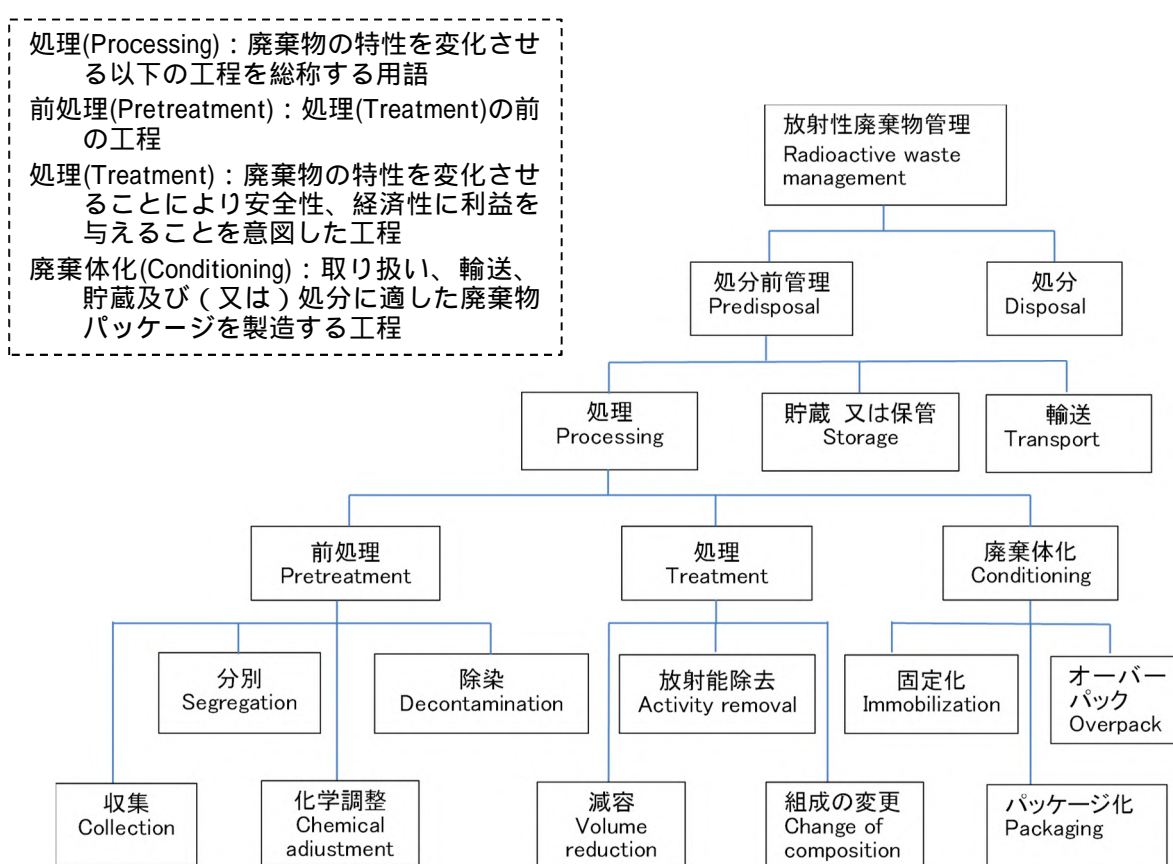 処理(Processing)：廃棄物の特性を変化させ
る以下の工程を総称する用語
前処理(Pretreatment)：処理(Treatment)の前
の工程
処理(Treatment)：廃棄物の特性を変化させ
ることにより安全性、経済性に利益を
与えることを意図した工程
廃棄体化(Conditioning)：取り扱い、輸送、
貯蔵及び（又は）処分に適した廃棄物
パッケージを製造する工程
放射性廃棄物管理
Radioactive waste
management
処分前管理
Predisposal
処分
Disposal
処理
Processing
貯蔵 又は保管
Storage
輸送
Transport
前処理
Pretreatment
処理
Treatment
廃棄体化
Conditioning
分別
Segregation
除染
Decontamination
放射能除去
Activity removal
固定化
Immobilization
オーバー
パック
Overpack
収集
Collection
化学調整
Chemical
adiustment
減容
Volume
reduction
組成の変更
Change of
composition
パッケージ化
Packaging